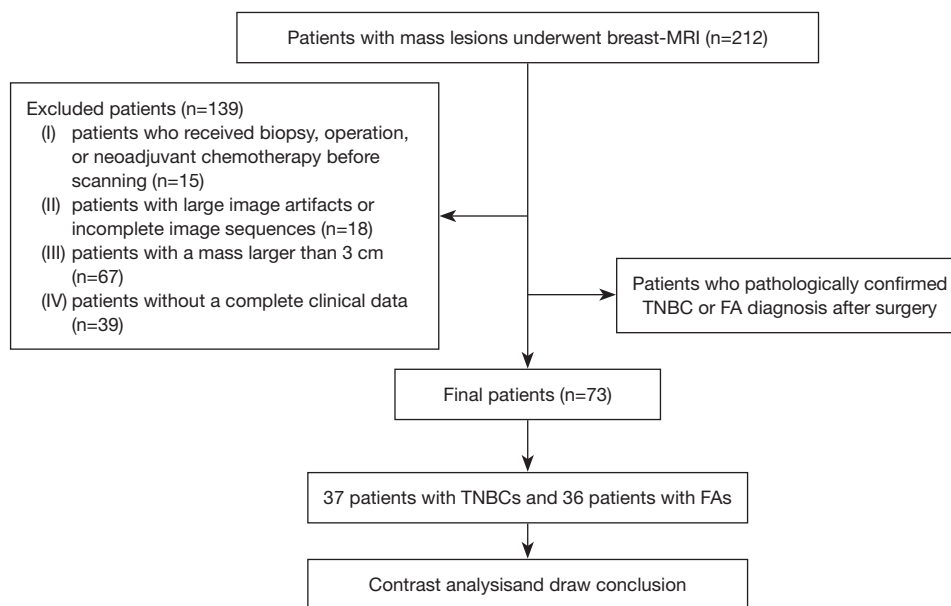 Patients with mass lesions underwent breast-MRI (n=212)
Excluded patients (n=139)
(I) patients who received biopsy, operation,
or neoadjuvant chemotherapy before
scanning (n=15)
(II) patients with large image artifacts or
incomplete image sequences (n=18)
(III) patients with a mass larger than 3 cm
(n=67)
(IV) patients without a complete clinical data
(n=39)
Patients who pathologically confirmed
TNBC or FA diagnosis after surgery
Final patients (n=73)
37 patients with TNBCs and 36 patients with FAs
Contrast analysisand draw conclusion